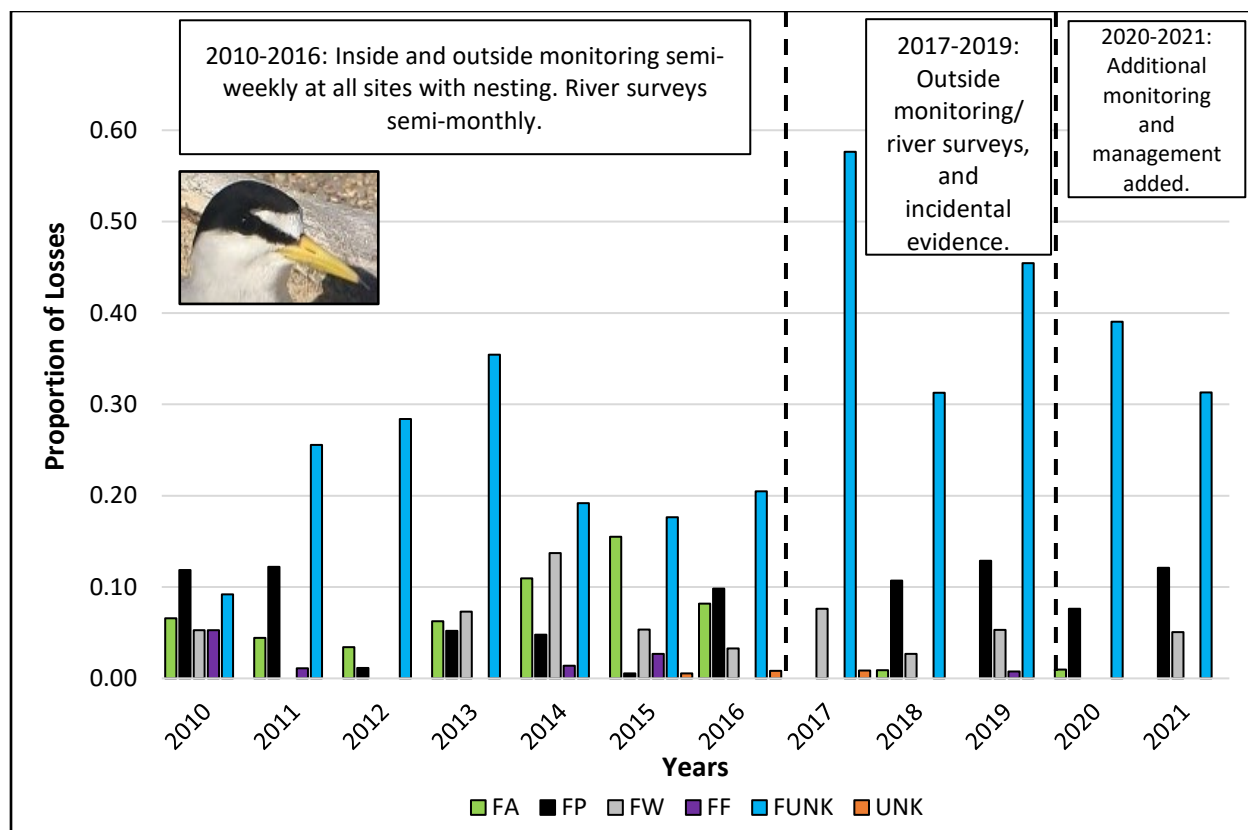 2010-2016: Inside and outside monitoring semi-
weekly at all sites with nesting. River surveys
semi-monthly.
2017-2019:
Outside
monitoring/
river surveys,
and
incidental
evidence.
2020-2021:
Additional
monitoring
and
management
added.
Proportion of Losses
0.60
0.50
0.40
0.30
0.20
0.10
0.00
2010
2011
2012
2013
2014
2015
2016
2017
2018
2019
2020
2021
Years
FA FP FW FF FUNK UNK